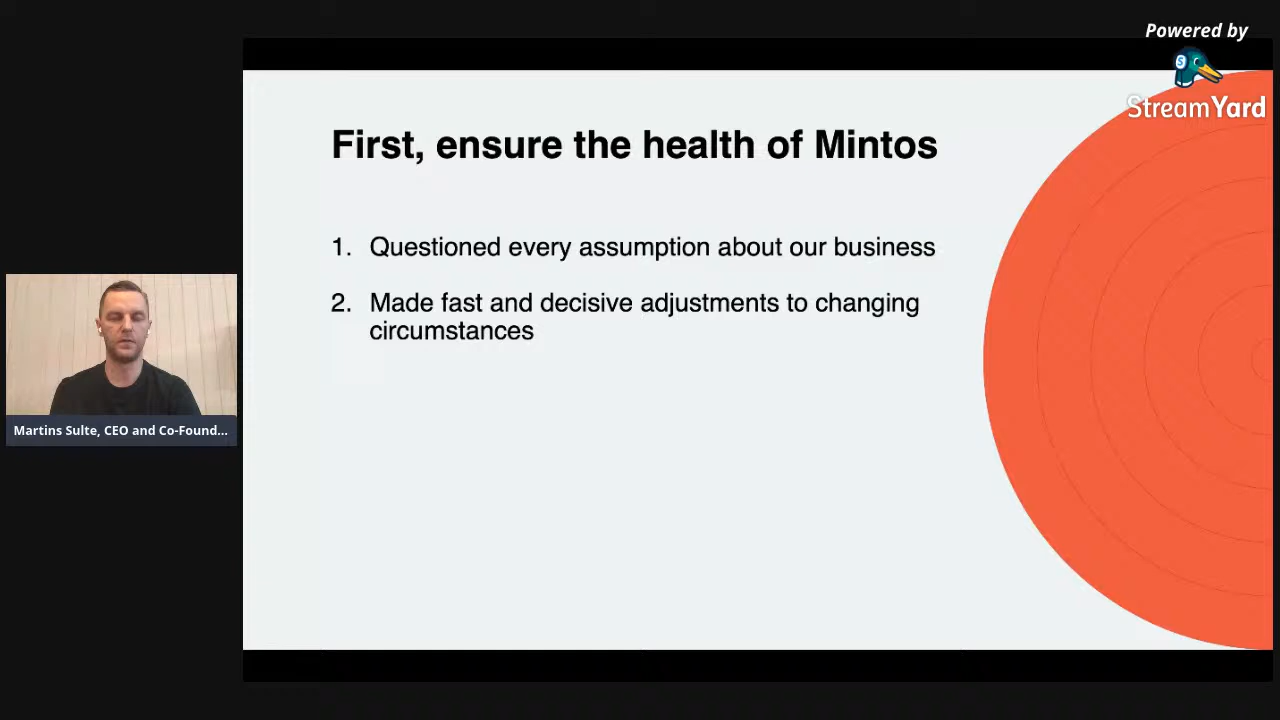 Powered by
StreamYard
First, ensure the health of Mintos
1. Questioned every assumption about our business
2. Made fast and decisive adjustments to changing
circumstances
Martins Sulte, CEO and Co-Found...